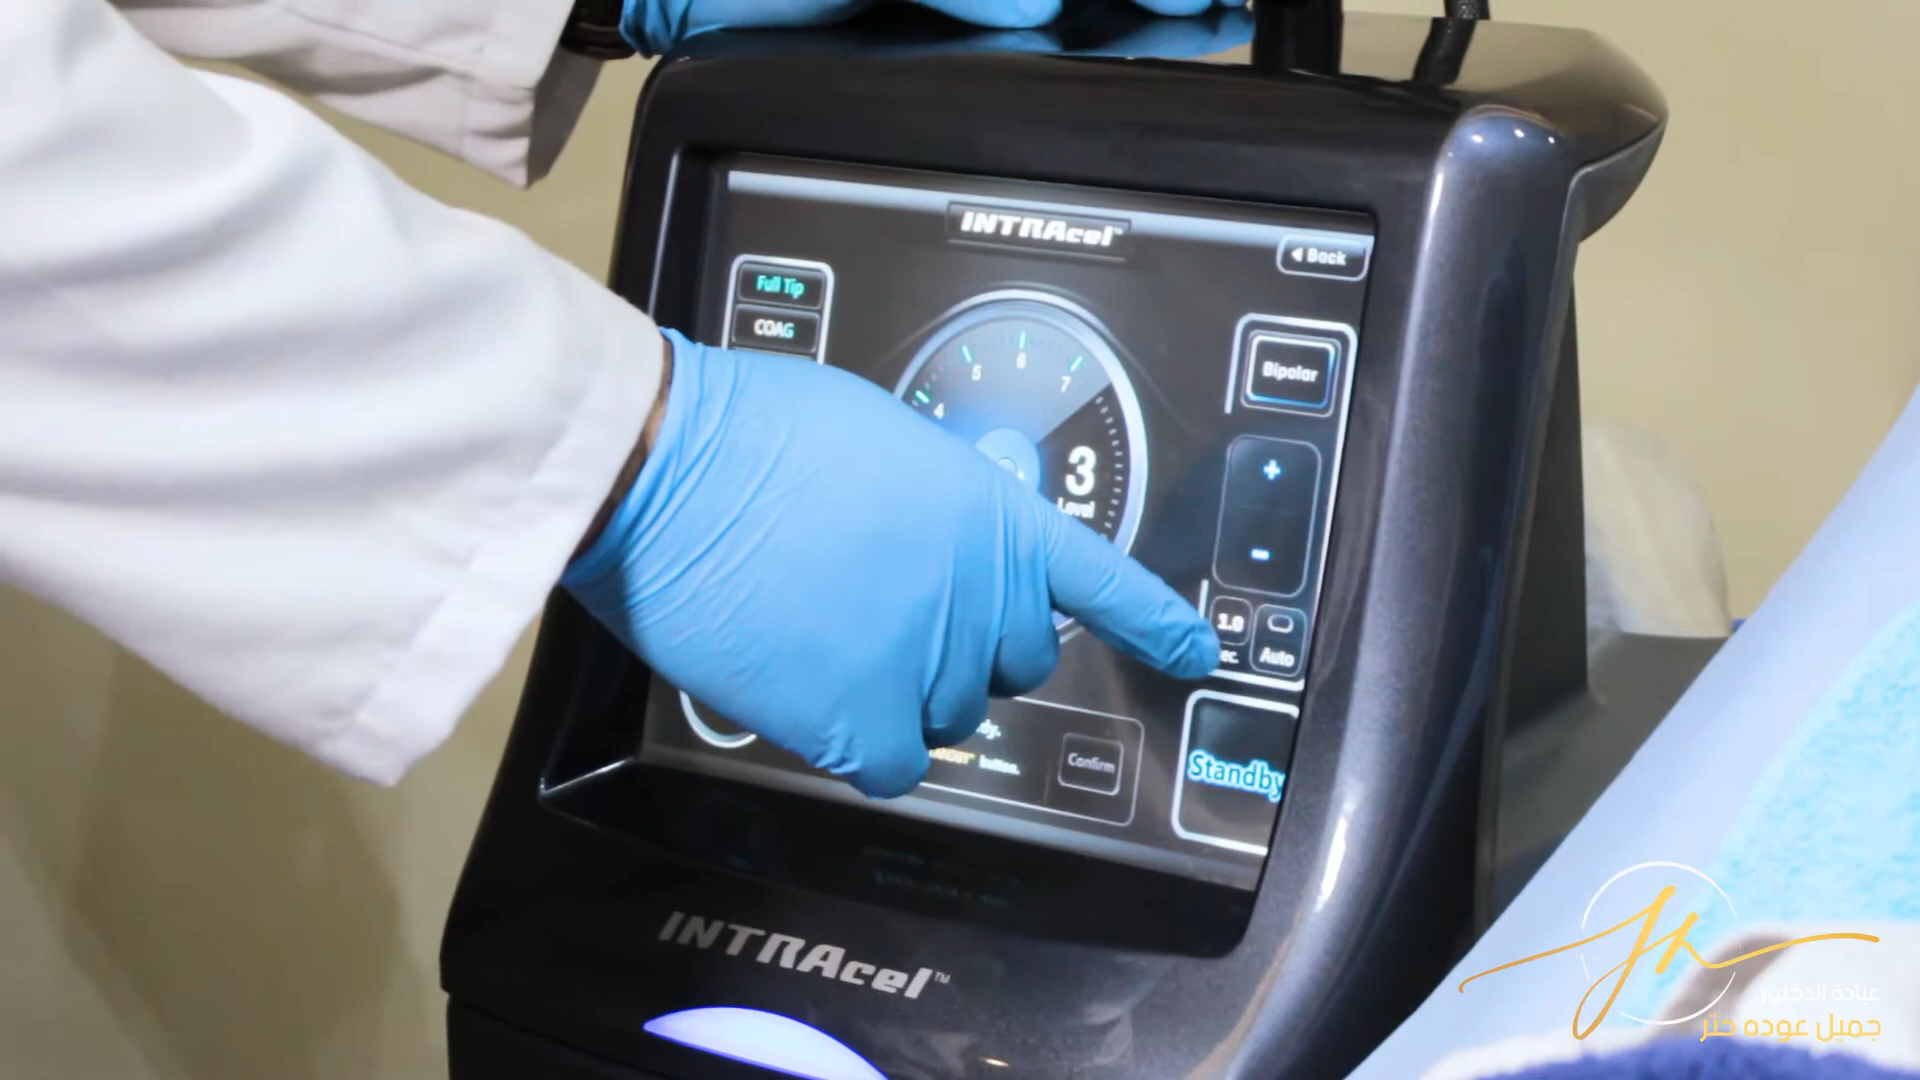 INTRAcel™
Back
Full Tip
COAG
Bipolar
4
5
6
7
3
Level
+
-
1.0
Auto
button.
Confirm
Standby
INTRAcel™
عيادة الدكتور
جميل عوده حتر